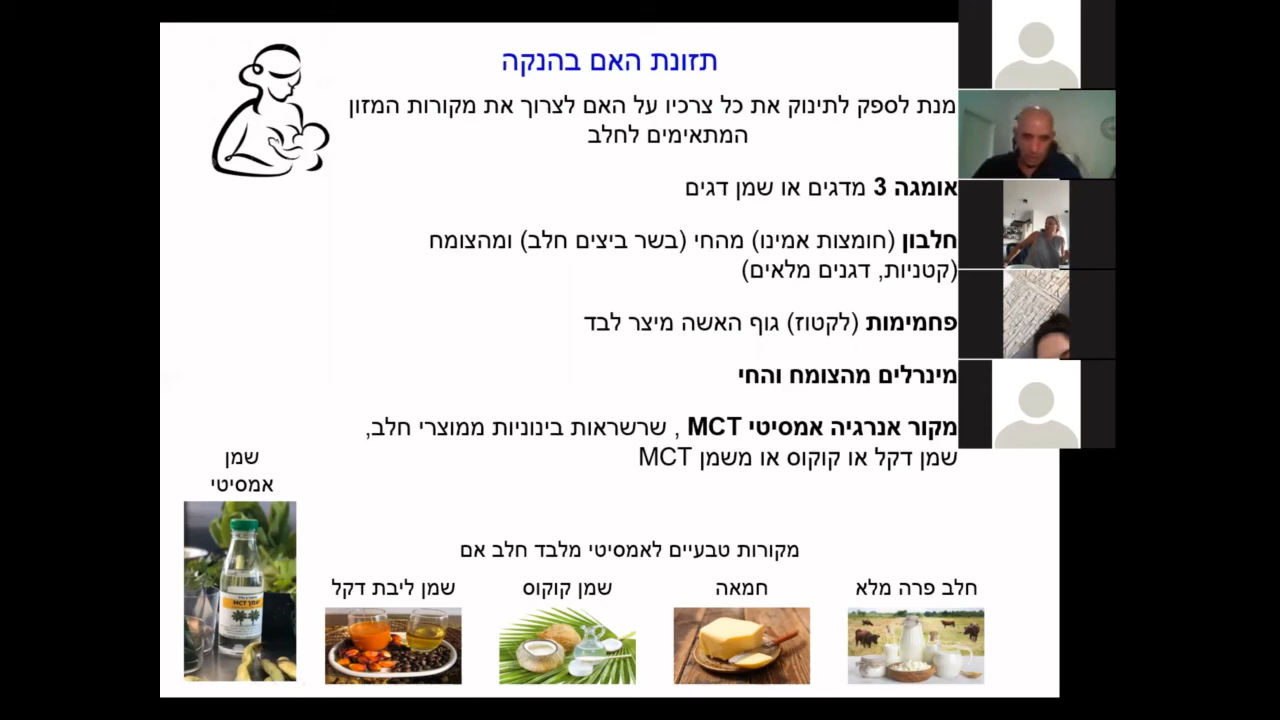 תזונת האם בהנקה
מנת לספק לתינוק את כל צרכיו על האם לצרוך את מקורות המזון
המתאימים לחלב
אומגה 3 מדגים או שמן דגים
חלבון (חומצות אמינו) מהחי (בשר ביצים חלב) ומהצומח
(קטניות, דגנים מלאים)
פחמימות (לקטוז) גוף האשה מיצר לבד
מינרלים מהצומח והחי
מקור אנרגיה אמסיטי MCT , שרשראות בינוניות ממוצרי חלב,
שמן דקל או קוקוס או משמן MCT
שמן
אמסיטי
מקורות טבעיים לאמסיטי מלבד חלב אם
חלב פרה מלא
חמאה
שמן קוקוס
שמן ליבת דקל
שמן MCT